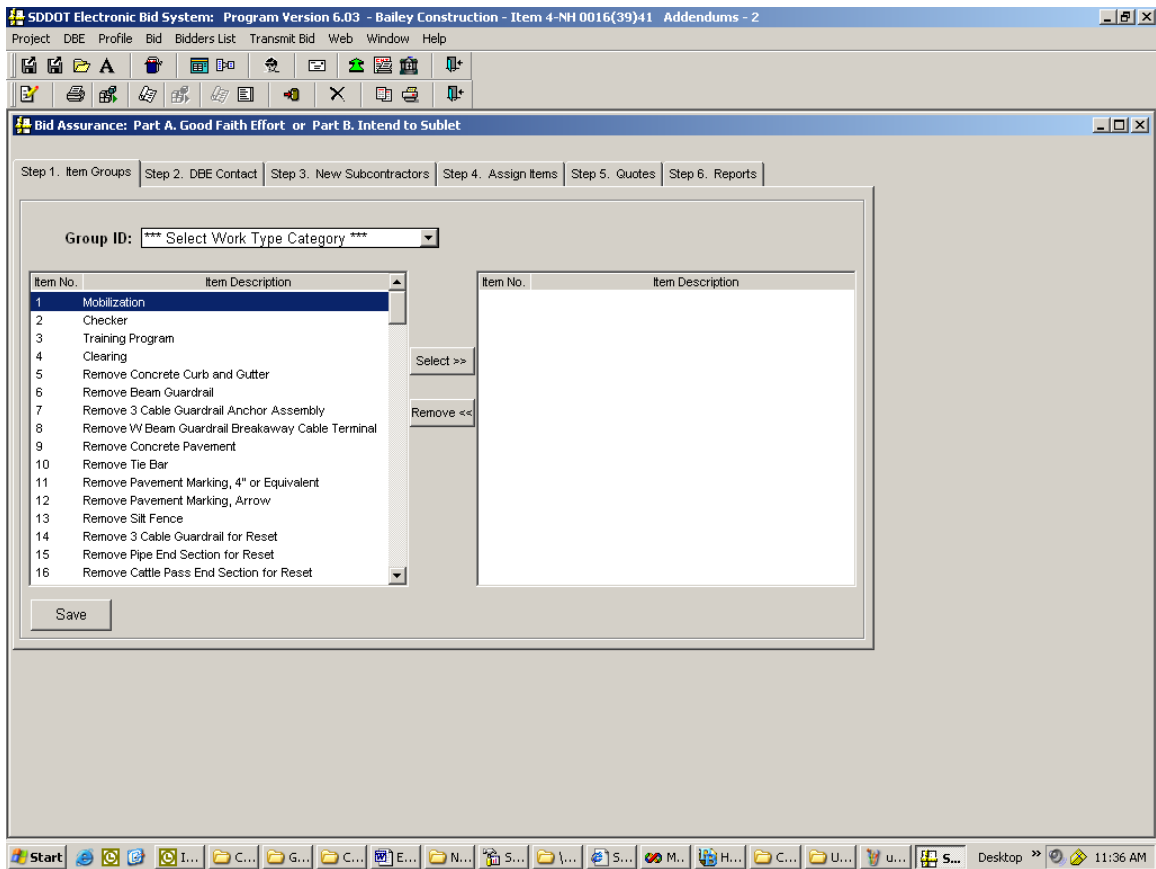 SDDOT Electronic Bid System: Program Version 6.03 - Bailey Construction - Item 4-NH 0016(39)41 Addendums - 2
Project DBE Profile Bid Bidders List Transmit Bid Web Window Help
A
Bid Assurance: Part A. Good Faith Effort or Part B. Intend to Sublet
Step 1. Item Groups Step 2. DBE Contact Step 3. New Subcontractors Step 4. Assign Items Step 5. Quotes Step 6. Reports
Group ID: *** Select Work Type Category ***
Item No. Item Description Item No. Item Description
1 Mobilization
2 Checker
3 Training Program
4 Clearing
5 Remove Concrete Curb and Gutter
6 Remove Beam Guardrail
7 Remove 3 Cable Guardrail Anchor Assembly
8 Remove W Beam Guardrail Breakaway Cable Terminal
9 Remove Concrete Pavement
10 Remove Tie Bar
11 Remove Pavement Marking, 4" or Equivalent
12 Remove Pavement Marking, Arrow
13 Remove Silt Fence
14 Remove 3 Cable Guardrail for Reset
15 Remove Pipe End Section for Reset
16 Remove Cattle Pass End Section for Reset
Select >>
Remove <<
Save
Start I... C... G... C... E... N... S... \... S... M... H... C... U... u... S... Desktop » 11:36 AM